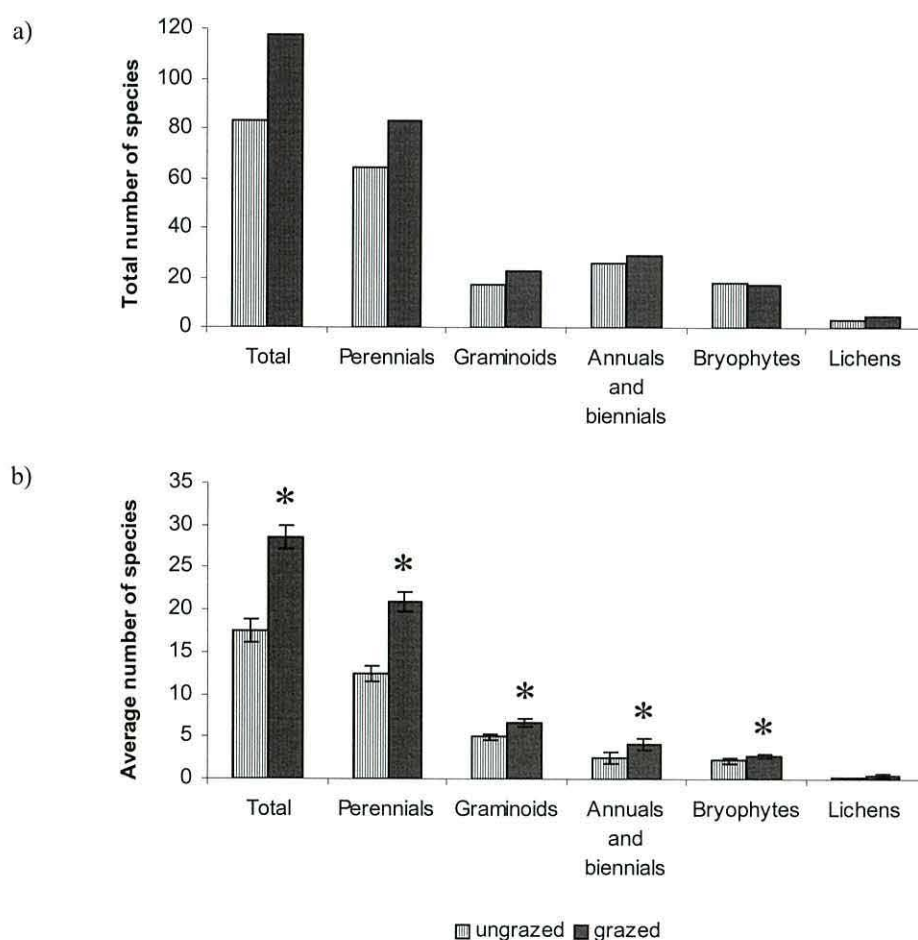 a)
Total number of species
120
100
80
60
40
20
0
Total
Perennials
Graminoids
Annuals
and
biennials
Bryophytes
Lichens
b)
Average number of species
35
30
25
20
15
10
5
0
*
*
*
*
*
Total
Perennials
Graminoids
Annuals
and
biennials
Bryophytes
Lichens
ungrazed grazed